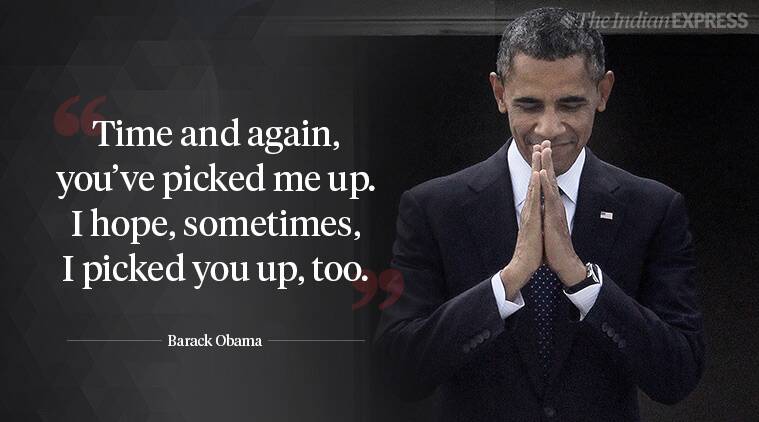 The Indian EXPRESS
“Time and again,
you’ve picked me up.
I hope, sometimes,
I picked you up, too.”
Barack Obama